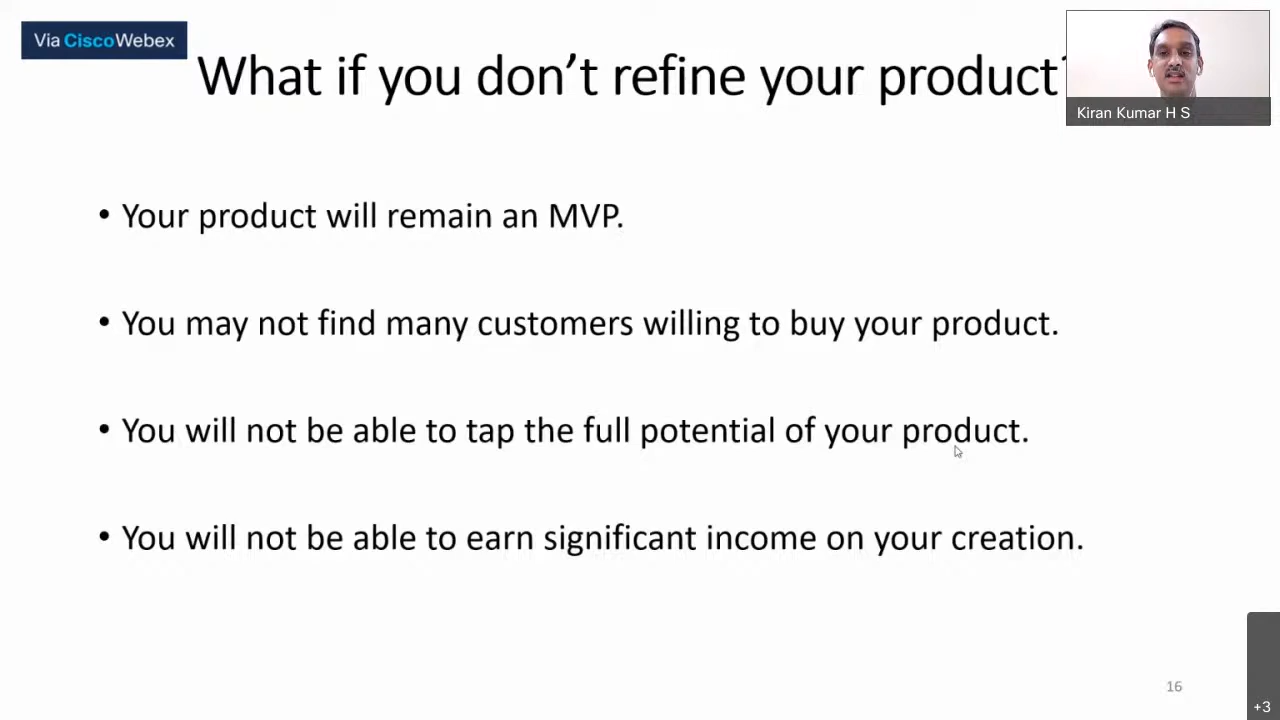 Via CiscoWebex
What if you don’t refine your product?
Kiran Kumar H S
• Your product will remain an MVP.
• You may not find many customers willing to buy your product.
• You will not be able to tap the full potential of your product.
• You will not be able to earn significant income on your creation.
16
+3